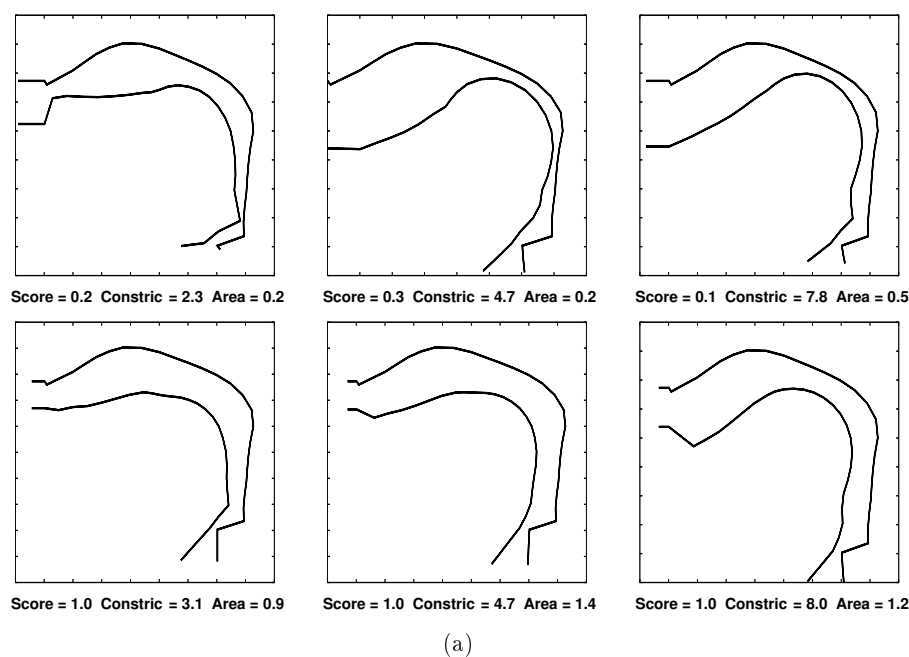 Score = 0.2 Constric = 2.3 Area = 0.2
Score = 0.3 Constric = 4.7 Area = 0.2
Score = 0.1 Constric = 7.8 Area = 0.5
Score = 1.0 Constric = 3.1 Area = 0.9
Score = 1.0 Constric = 4.7 Area = 1.4
Score = 1.0 Constric = 8.0 Area = 1.2
(a)